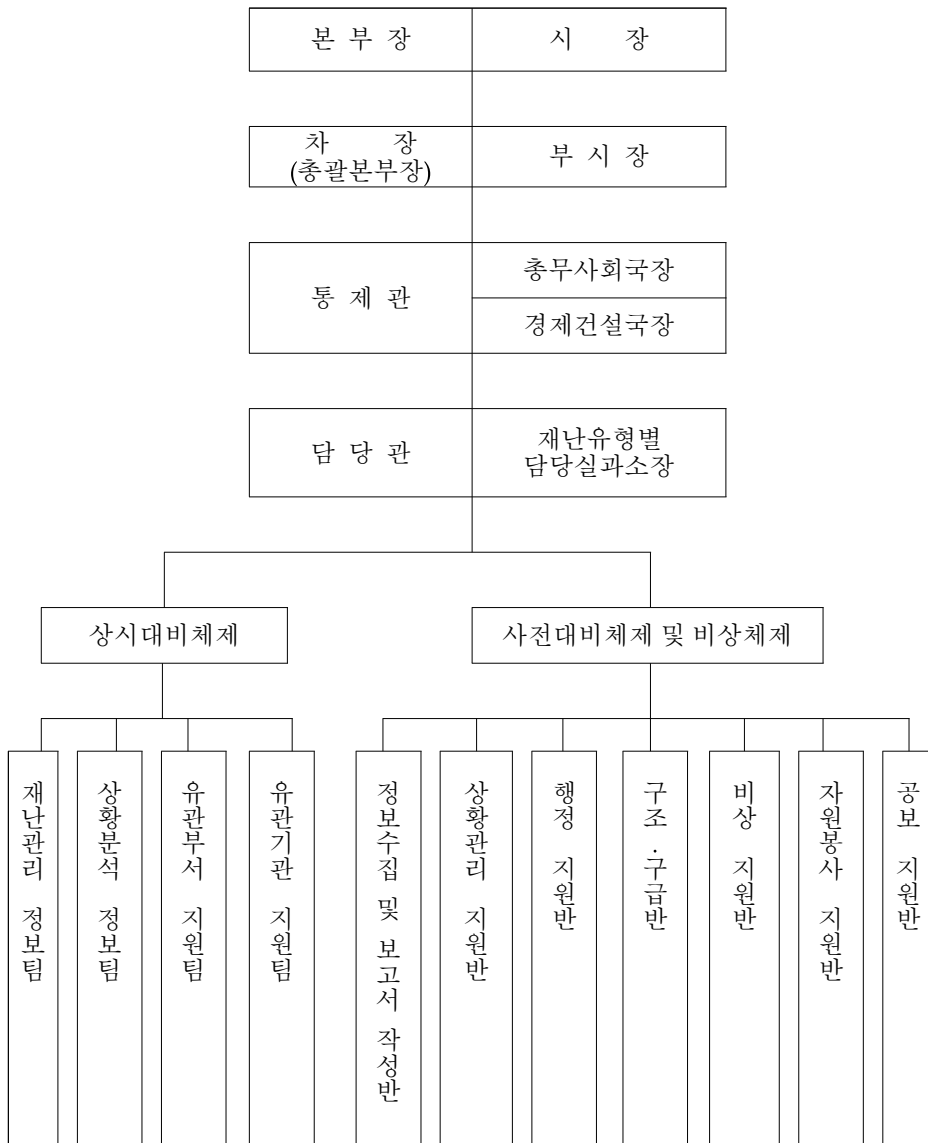 본 부 장 시 장
차 장
(총괄본부장)
부 시 장
통 제 관
총무사회국장
경제건설국장
담 당 관
재난유형별
담당실과소장
상시대비체제
사전대비체제 및 비상체제
재난관리 정보팀
상황분석 정보팀
유관부서 지원팀
유관기관 지원팀
정보수집 및 보고서 작성반
상황관리 지원반
행정 지원반
구조·구급반
비상 지원반
자원봉사 지원반
공보 지원반